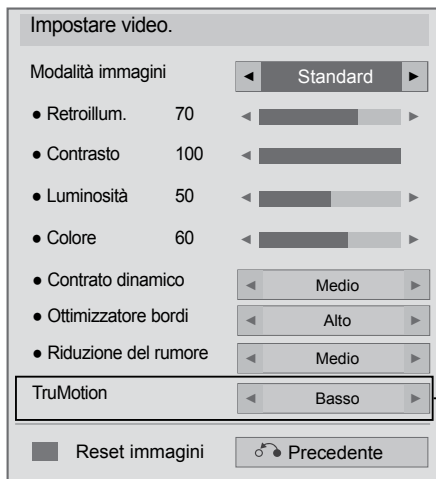 Impostare video.
Modalità immagini ◄ Standard ►
● Retroillum. 70 ◄ ►
● Contrasto 100 ◄
● Luminosità 50 ◄ ►
● Colore 60 ◄ ►
● Contrato dinamico ◄ Medio ►
● Ottimizzatore bordi ◄ Alto ►
● Riduzione del rumore ◄ Medio ►
TruMotion ◄ Basso ►
Reset immagini Precedente